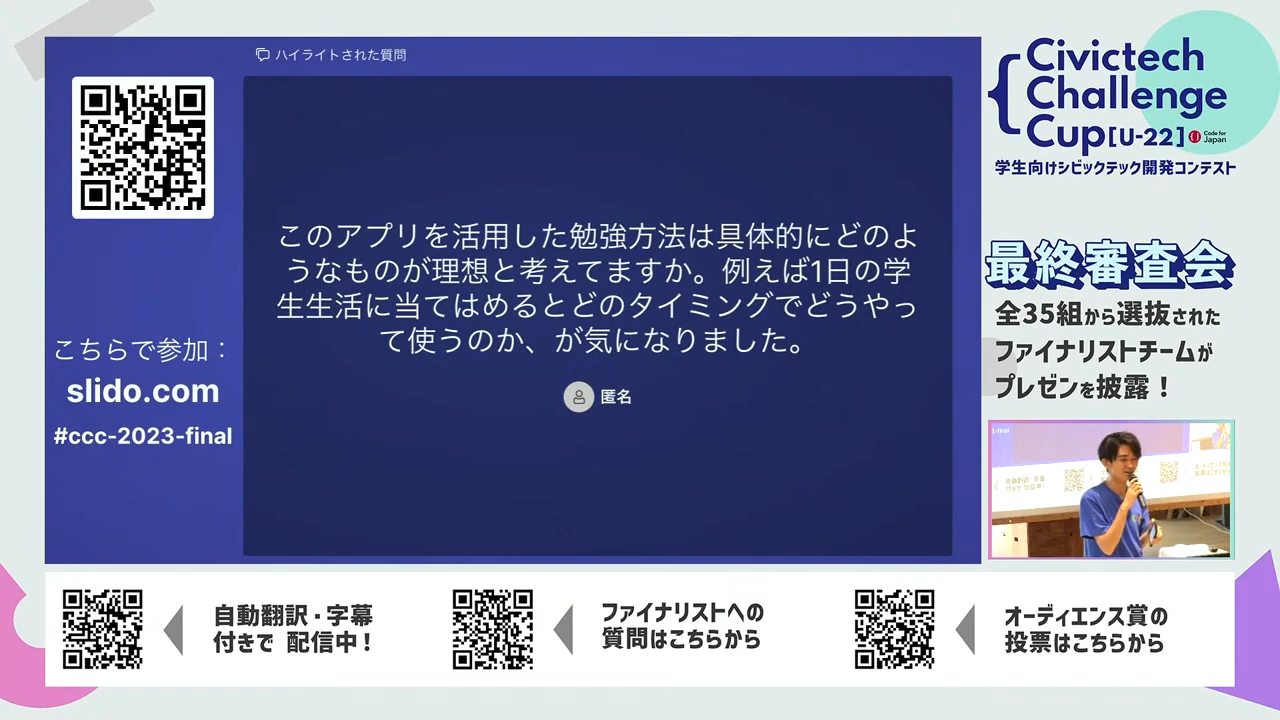 ハイライトされた質問
このアプリを活用した勉強方法は具体的にどのよ
うなものが理想と考えてますか。例えば1日の学
生生活に当てはめるとどのタイミングでどうやっ
て使うのか、が気になりました。
匿名
こちらで参加：
slido.com
#ccc-2023-final
Civictech
Challenge
Cup[U-22]
Code for
Japan
学生向けシビックテック開発コンテスト
最終審査会
全35組から選抜された
ファイナリストチームが
プレゼンを披露！
自動翻訳・字幕
付きで 配信中！
ファイナリストへの
質問はこちらから
オーディエンス賞の
投票はこちらから